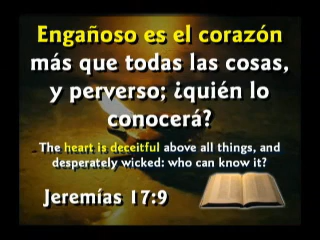 Engañoso es el corazón
más que todas las cosas,
y perverso; ¿quién lo
conocerá?
The heart is deceitful above all things, and
desperately wicked: who can know it?
Jeremías 17:9